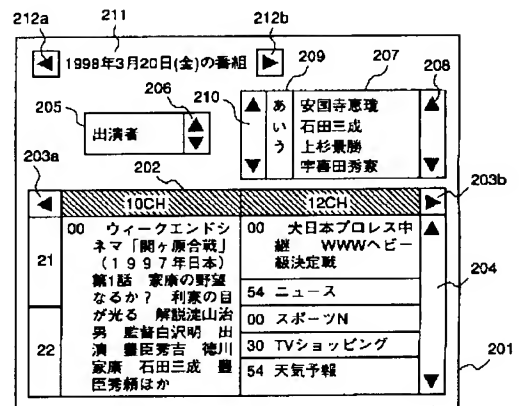 211
212a
212b
1998年3月20日(金)の番組
209
207
208
205
206
210
出演者
あ
い
う
安国寺恵瓊
石田三成
上杉景勝
宇喜田秀家
203a
202
203b
10CH
12CH
21
22
00 ウィークエンドシ
ネマ「関ヶ原合戦」
(1997年日本)
第1話 家康の野望
なるか? 利家の目
が光る 解説淀山治
男 監督白沢明 出
演 豊臣秀吉 徳川
家康 石田三成 豊
臣秀頼ほか
00 大日本プロレス中
継 WWWヘビー
級決定戦
54 ニュース
00 スポーツN
30 TVショッピング
54 天気予報
204
201